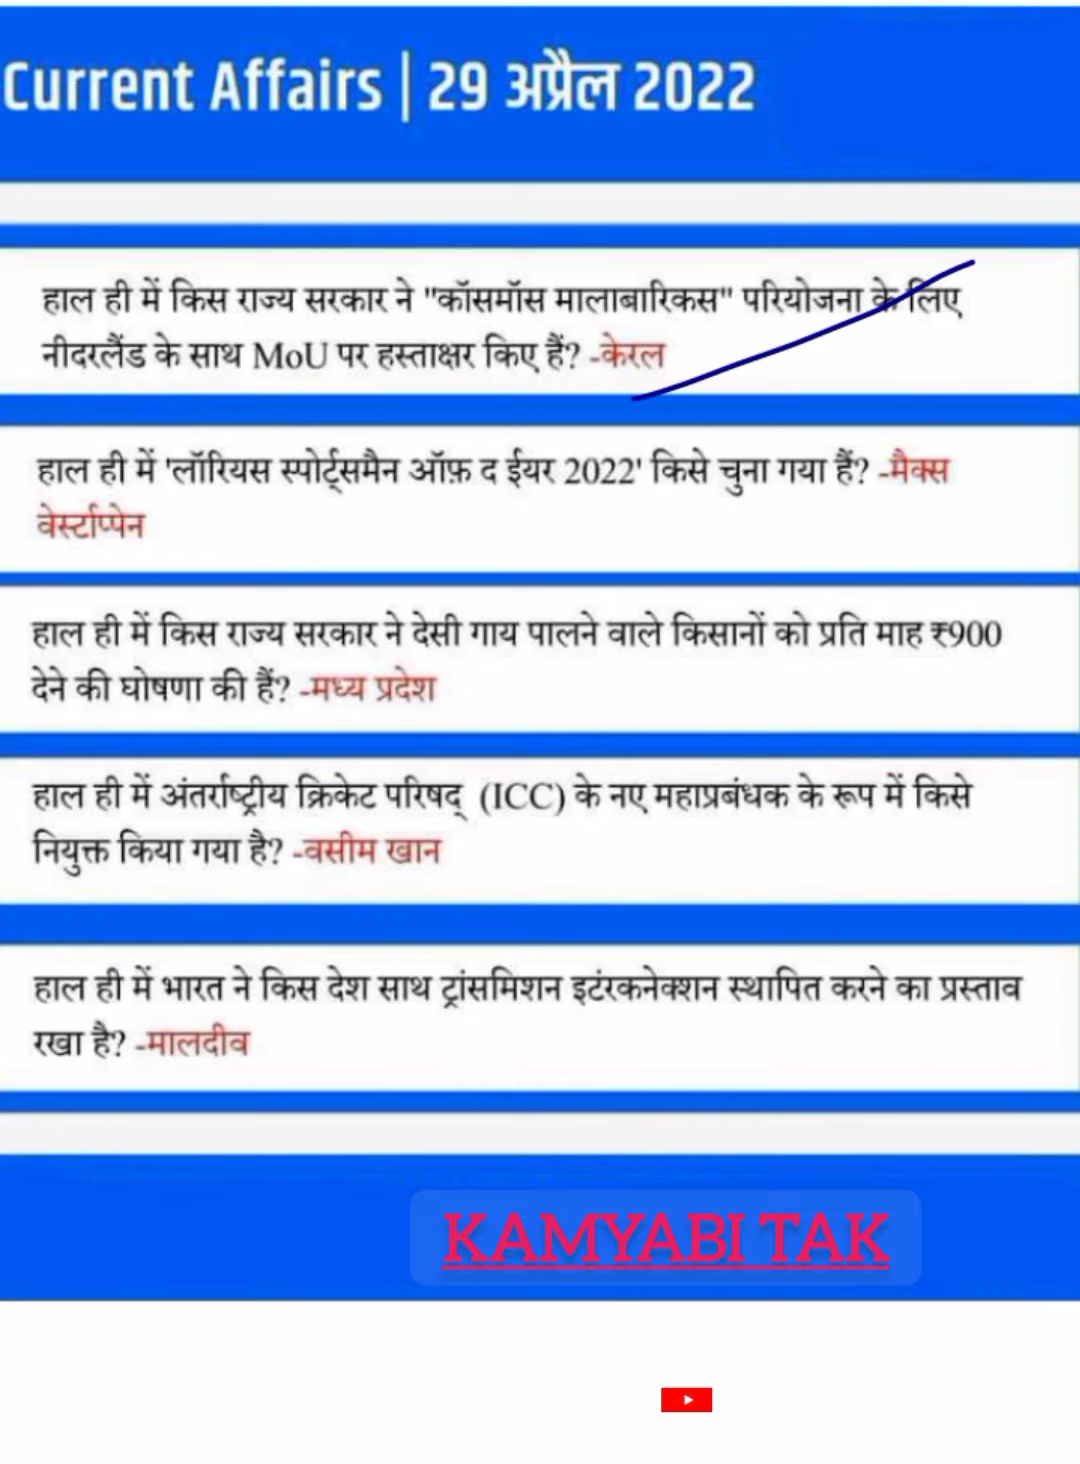 Current Affairs | 29 अप्रैल 2022
हाल ही में किस राज्य सरकार ने "कॉसमॉस मालाबारिकस" परियोजना के लिए
नीदरलैंड के साथ MoU पर हस्ताक्षर किए हैं? -केरल
हाल ही में 'लॉरियस स्पोर्ट्समैन ऑफ़ द ईयर 2022' किसे चुना गया हैं? -मैक्स
वेर्स्टाप्पेन
हाल ही में किस राज्य सरकार ने देसी गाय पालने वाले किसानों को प्रति माह ₹900
देने की घोषणा की हैं? -मध्य प्रदेश
हाल ही में अंतर्राष्ट्रीय क्रिकेट परिषद् (ICC) के नए महाप्रबंधक के रूप में किसे
नियुक्त किया गया है? -वसीम खान
हाल ही में भारत ने किस देश साथ ट्रांसमिशन इटंरकनेक्शन स्थापित करने का प्रस्ताव
रखा है? -मालदीव
KAMYABI TAK